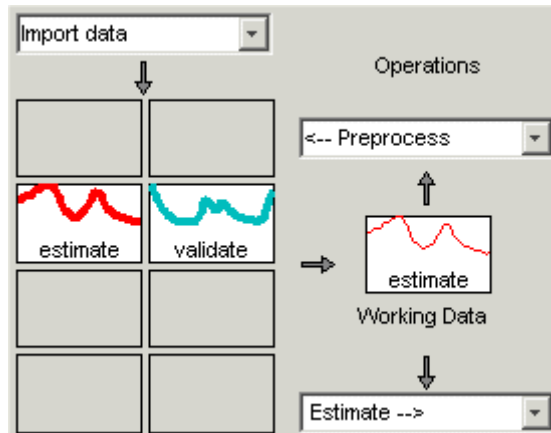 Import data
Operations
<-- Preprocess
estimate
validate
estimate
Working Data
Estimate -->